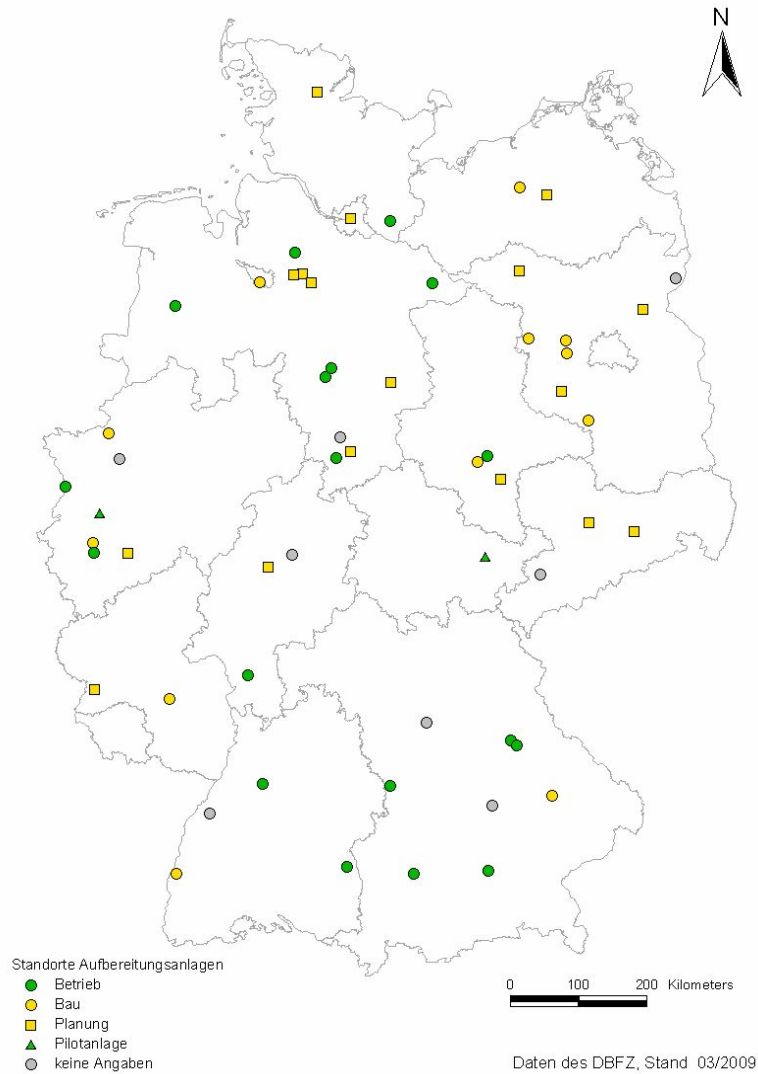 N
Standorte Aufbereitungsanlagen
Betrieb
Bau
Planung
Pilotanlage
keine Angaben
0 100 200 Kilometers
Daten des DBFZ, Stand 03/2009